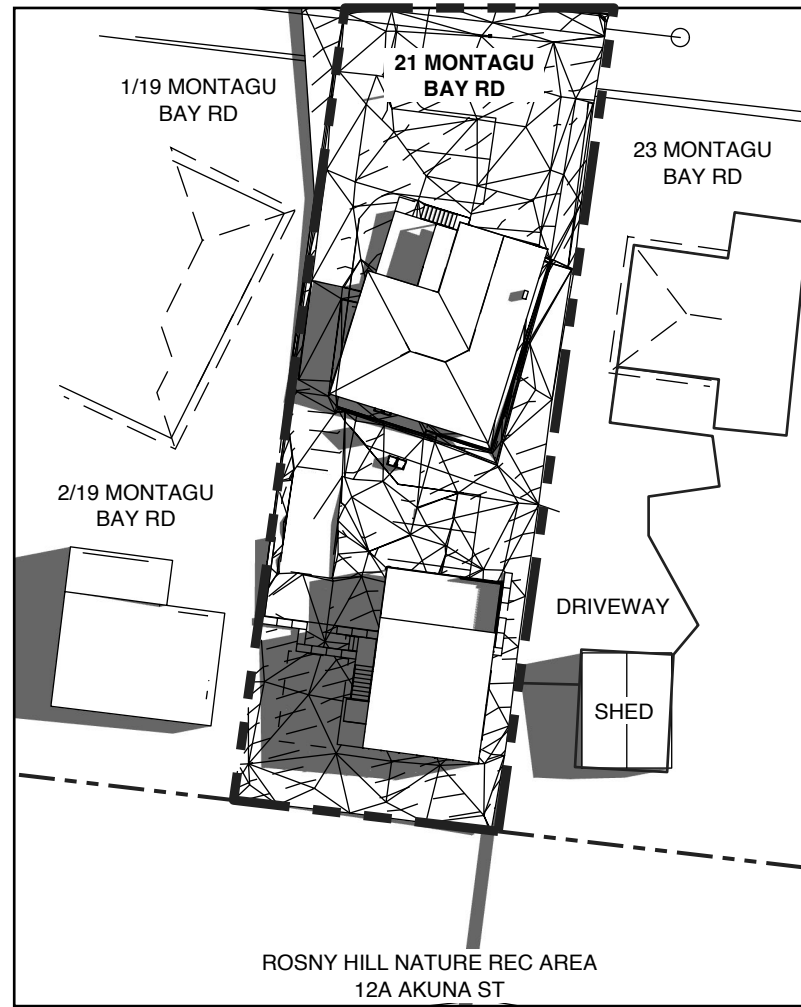 21 MONTAGU
BAY RD
1/19 MONTAGU
BAY RD
23 MONTAGU
BAY RD
2/19 MONTAGU
BAY RD
DRIVEWAY
SHED
ROSNY HILL NATURE REC AREA
12A AKUNA ST